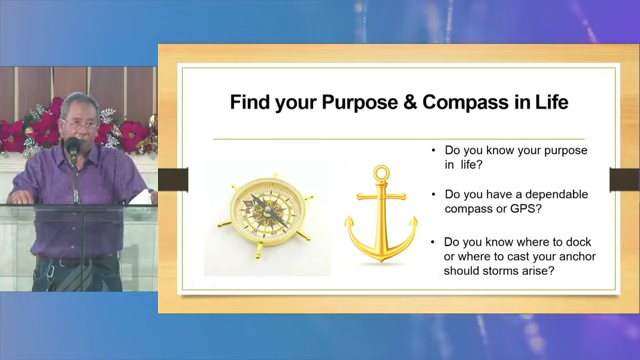 Find your Purpose & Compass in Life
• Do you know your purpose
in life?
• Do you have a dependable
compass or GPS?
• Do you know where to dock
or where to cast your anchor
should storms arise?